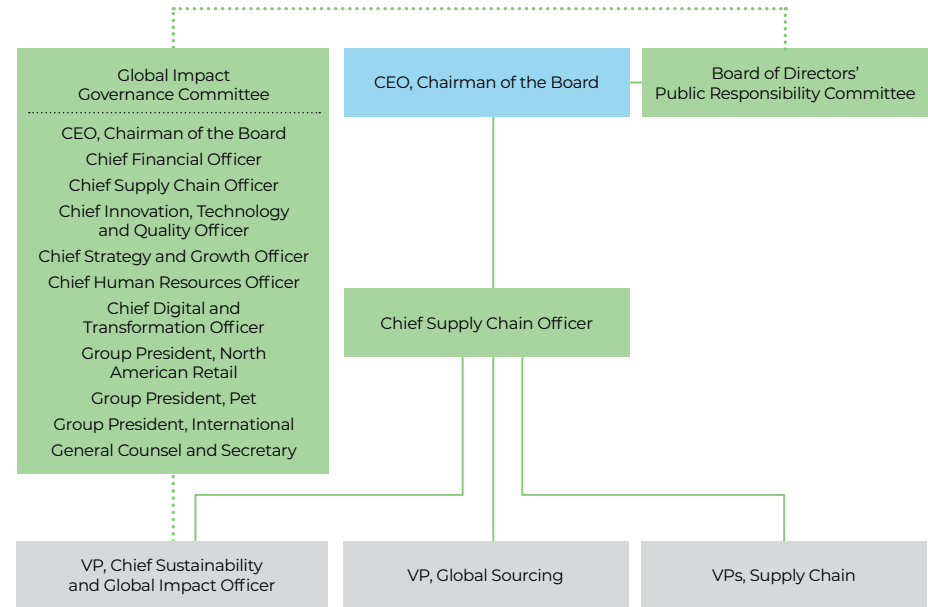 Global Impact
Governance Committee
CEO, Chairman of the Board
Chief Financial Officer
Chief Supply Chain Officer
Chief Innovation, Technology
and Quality Officer
Chief Strategy and Growth Officer
Chief Human Resources Officer
Chief Digital and
Transformation Officer
Group President, North
American Retail
Group President, Pet
Group President, International
General Counsel and Secretary
CEO, Chairman of the Board
Board of Directors’
Public Responsibility Committee
Chief Supply Chain Officer
VP, Chief Sustainability
and Global Impact Officer
VP, Global Sourcing
VPs, Supply Chain